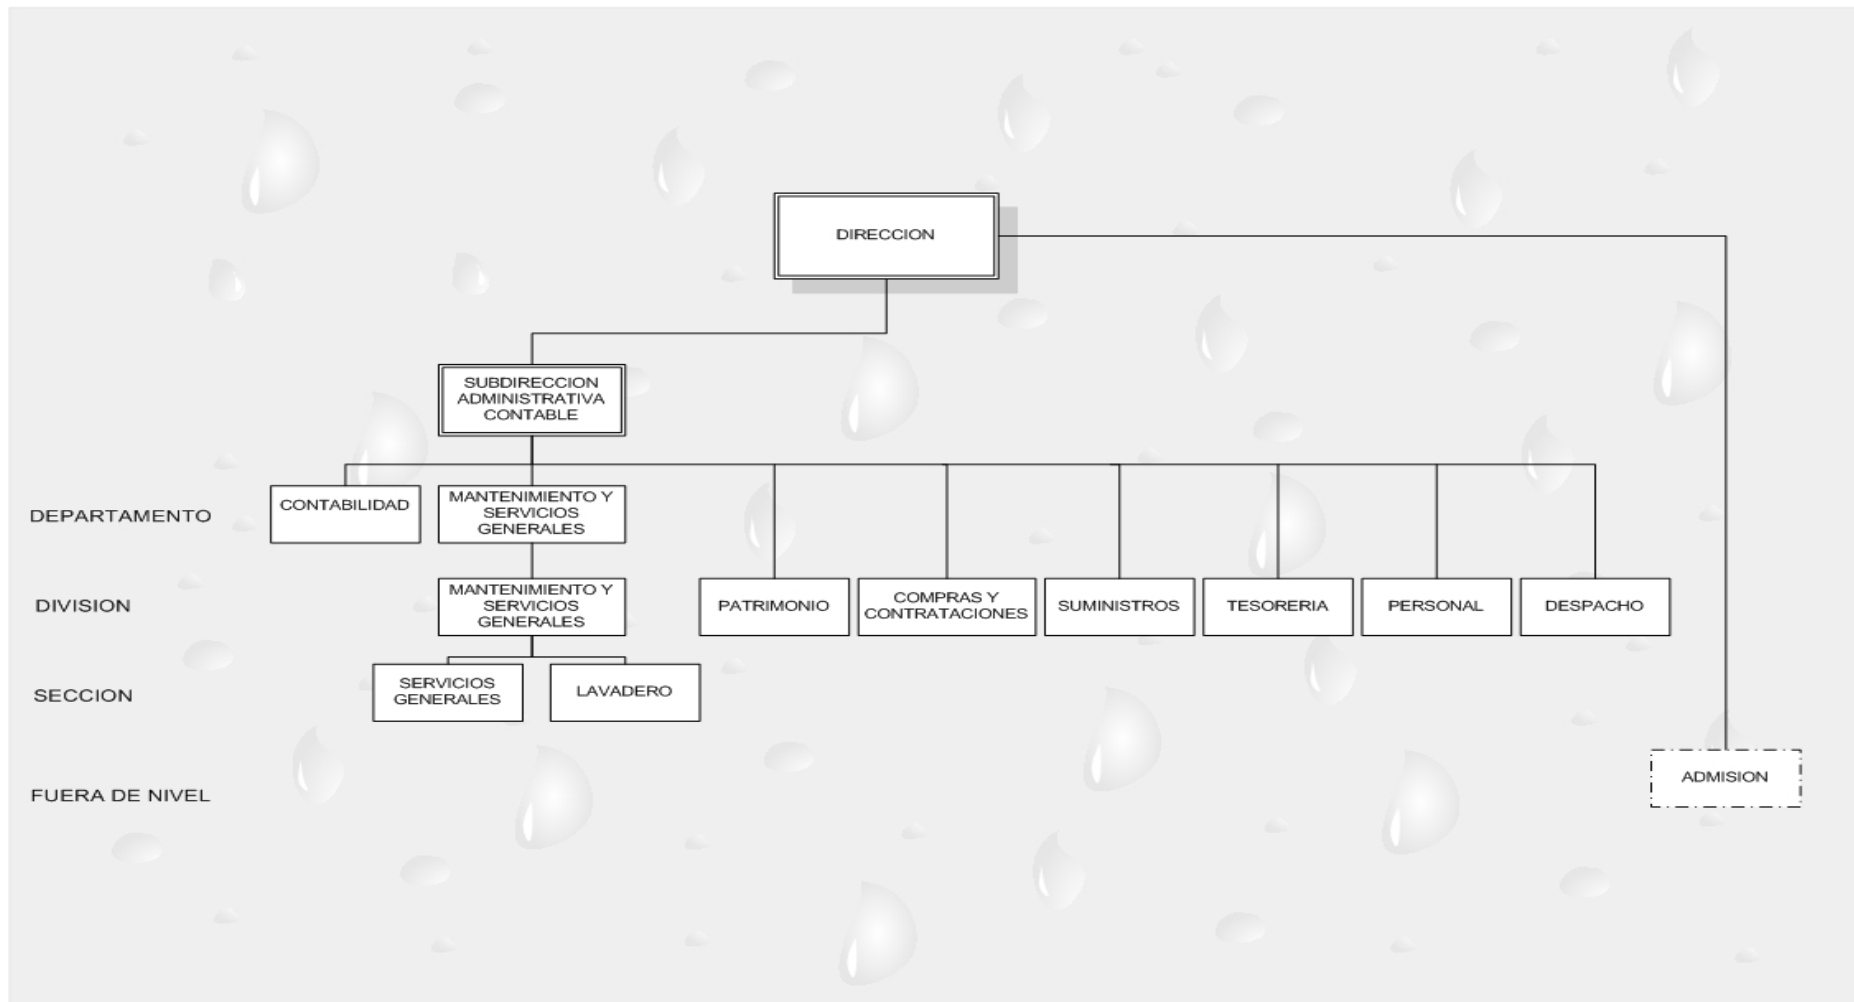 DIRECCION
SUBDIRECCION
ADMINISTRATIVA
CONTABLE
DEPARTAMENTO
CONTABILIDAD
MANTENIMIENTO Y
SERVICIOS
GENERALES
DIVISION
MANTENIMIENTO Y
SERVICIOS
GENERALES
PATRIMONIO
COMPRAS Y
CONTRATACIONES
SUMINISTROS
TESORERIA
PERSONAL
DESPACHO
SECCION
SERVICIOS
GENERALES
LAVADERO
FUERA DE NIVEL
ADMISION